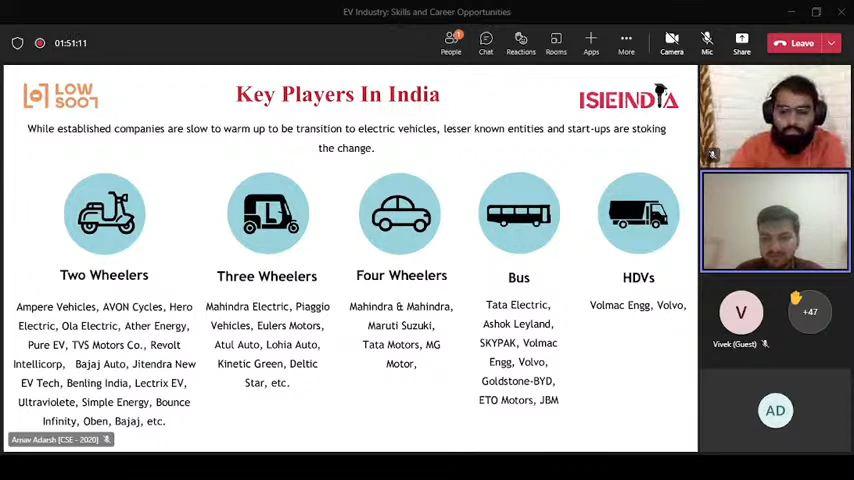 EV Industry: Skills and Career Opportunities
01:51:11
1
People
Chat
Reactions
Rooms
Apps
More
Camera
Mic
Share
Leave
LOW
SOOT
Key Players In India
ISIEINDIA
While established companies are slow to warm up to be transition to electric vehicles, lesser known entities and start-ups are stoking
the change.
Two Wheelers
Ampere Vehicles, AVON Cycles, Hero
Electric, Ola Electric, Ather Energy,
Pure EV, TVS Motors Co., Revolt
Intellicorp, Bajaj Auto, Jitendra New
EV Tech, Benling India, Lectrix EV,
Ultraviolete, Simple Energy, Bounce
Infinity, Oben, Bajaj, etc.
Three Wheelers
Mahindra Electric, Piaggio
Vehicles, Eulers Motors,
Atul Auto, Lohia Auto,
Kinetic Green, Deltic
Star, etc.
Four Wheelers
Mahindra & Mahindra,
Maruti Suzuki,
Tata Motors, MG
Motor,
Bus
Tata Electric,
Ashok Leyland,
SKYPAK, Volmac
Engg, Volvo,
Goldstone-BYD,
ETO Motors, JBM
HDVs
Volmac Engg, Volvo,
Arnav Adarsh [CSE - 2020]
V
Vivek (Guest)
+47
AD